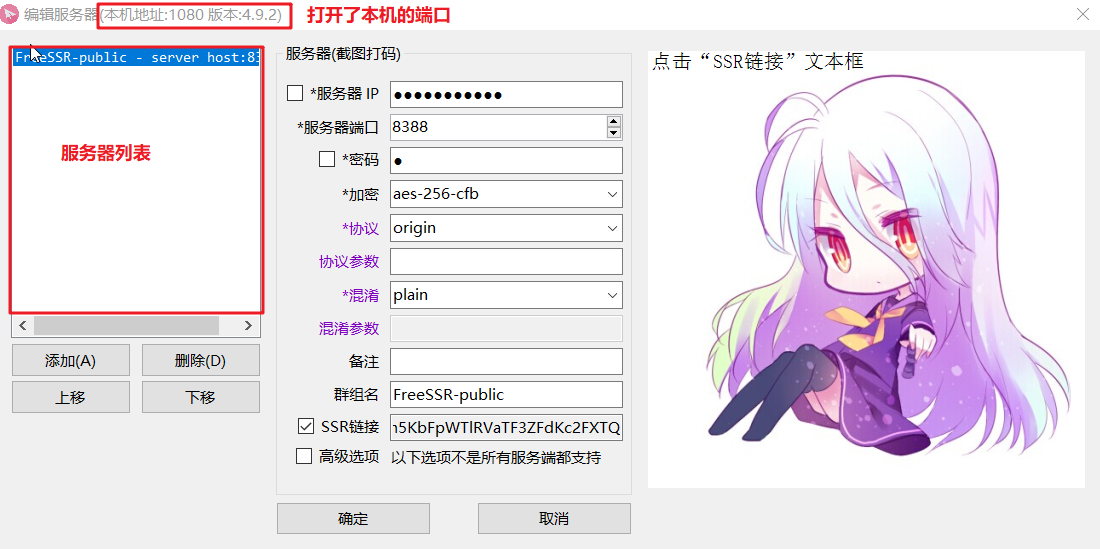 编辑服务器(本机地址:1080 版本:4.9.2)
打开了本机的端口
FreeSSR-public - server host:83
服务器列表
添加(A)
删除(D)
上移
下移
服务器(截图打码)
*服务器 IP ●●●●●●●●●●●
*服务器端口 8388
*密码 ●
*加密 aes-256-cfb
*协议 origin
协议参数
*混淆 plain
混淆参数
备注
群组名 FreeSSR-public
SSR链接 n5KbFpWTlRVaTF3ZFdKc2FXTQ
高级选项 以下选项不是所有服务端都支持
确定
取消
点击“SSR链接”文本框